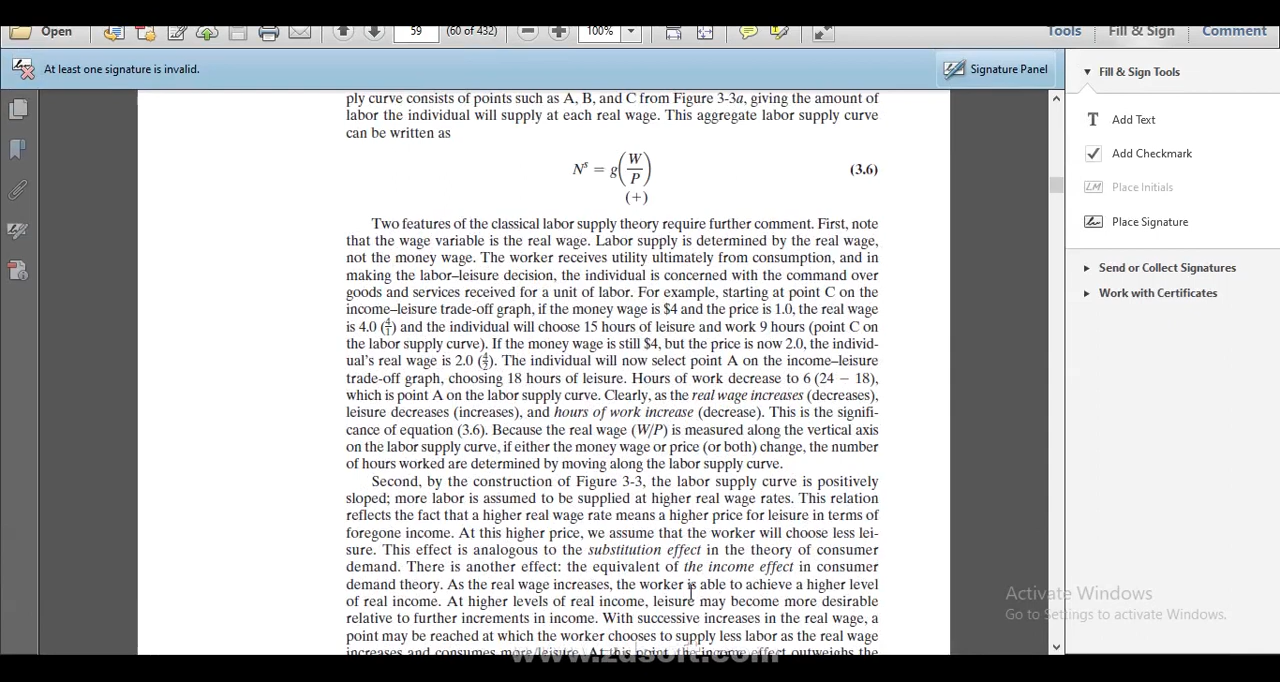 Open
59
(60 of 432)
100%
Tools
Fill & Sign
Comment
At least one signature is invalid.
Signature Panel
Fill & Sign Tools
T Add Text
Add Checkmark
LM Place Initials
Place Signature
Send or Collect Signatures
Work with Certificates
ply curve consists of points such as A, B, and C from Figure 3-3a, giving the amount of
labor the individual will supply at each real wage. This aggregate labor supply curve
can be written as
Nˢ = g(W/P) (3.6)
(+)
Two features of the classical labor supply theory require further comment. First, note
that the wage variable is the real wage. Labor supply is determined by the real wage,
not the money wage. The worker receives utility ultimately from consumption, and in
making the labor–leisure decision, the individual is concerned with the command over
goods and services received for a unit of labor. For example, starting at point C on the
income–leisure trade-off graph, if the money wage is $4 and the price is 1.0, the real wage
is 4.0 (4/1) and the individual will choose 15 hours of leisure and work 9 hours (point C on
the labor supply curve). If the money wage is still $4, but the price is now 2.0, the individ-
ual's real wage is 2.0 (4/2). The individual will now select point A on the income–leisure
trade-off graph, choosing 18 hours of leisure. Hours of work decrease to 6 (24 − 18),
which is point A on the labor supply curve. Clearly, as the real wage increases (decreases),
leisure decreases (increases), and hours of work increase (decrease). This is the signifi-
cance of equation (3.6). Because the real wage (W/P) is measured along the vertical axis
on the labor supply curve, if either the money wage or price (or both) change, the number
of hours worked are determined by moving along the labor supply curve.
Second, by the construction of Figure 3-3, the labor supply curve is positively
sloped; more labor is assumed to be supplied at higher real wage rates. This relation
reflects the fact that a higher real wage rate means a higher price for leisure in terms of
foregone income. At this higher price, we assume that the worker will choose less lei-
sure. This effect is analogous to the substitution effect in the theory of consumer
demand. There is another effect: the equivalent of the income effect in consumer
demand theory. As the real wage increases, the worker is able to achieve a higher level
of real income. At higher levels of real income, leisure may become more desirable
relative to further increments in income. With successive increases in the real wage, a
point may be reached at which the worker chooses to supply less labor as the real wage
increases and consumes more leisure. At this point, the income effect outweighs the
Activate Windows
Go to Settings to activate Windows.
www.zdsoft.com